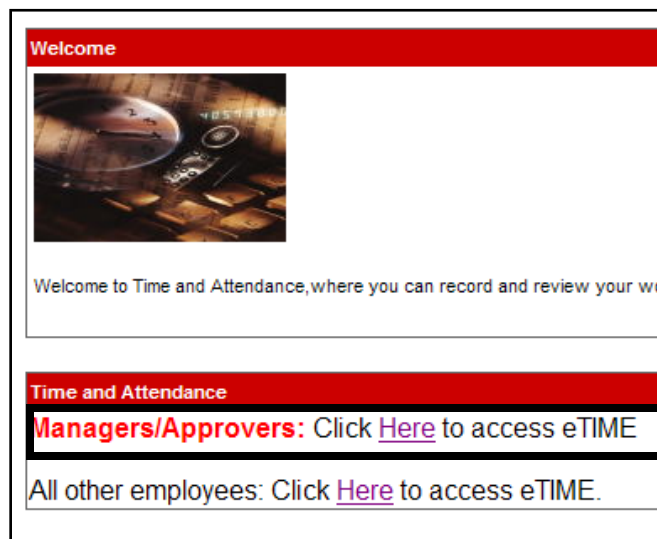 Welcome
Welcome to Time and Attendance, where you can record and review your
Time and Attendance
Managers/Approvers: Click Here to access eTIME
All other employees: Click Here to access eTIME.